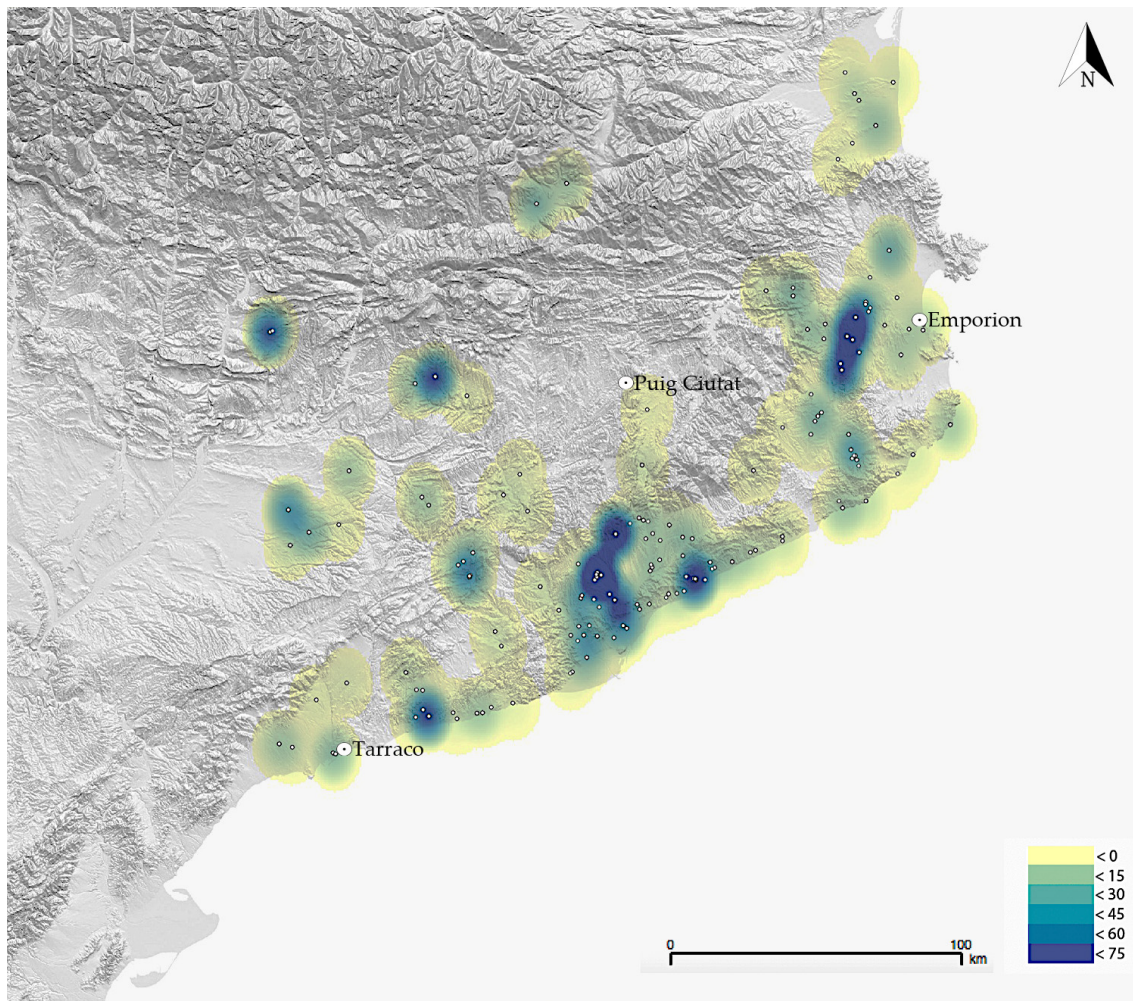 N
Emporion
Puig Ciutat
Tarraco
< 0
< 15
< 30
< 45
< 60
< 75
0 100
km